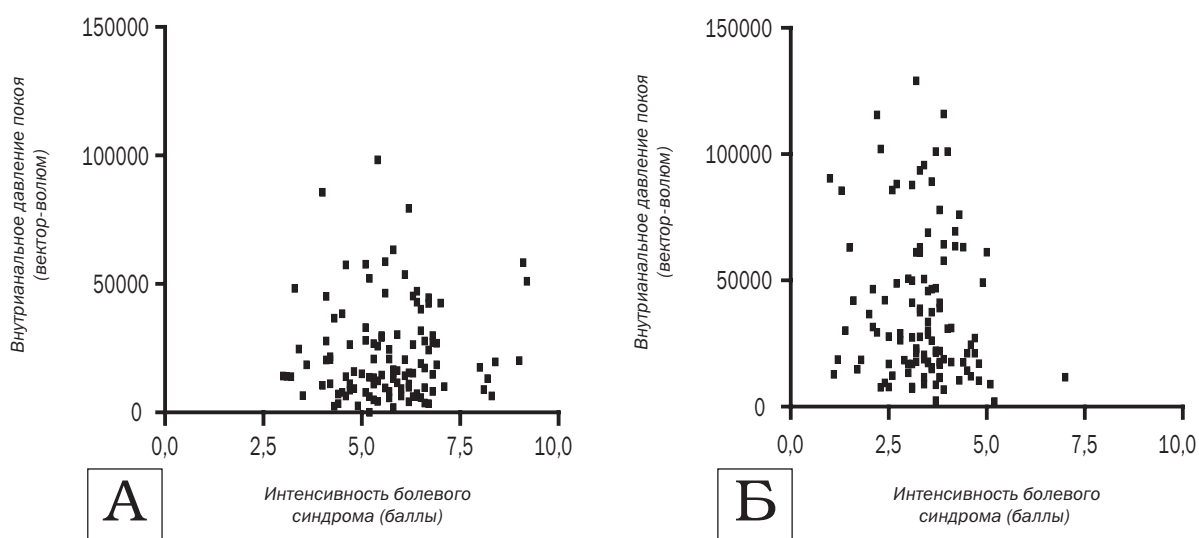 150000
100000
50000
0
0,0 2,5 5,0 7,5 10,0
Внутрианальное давление покоя
(вектор-волюм)
Интенсивность болевого
синдрома (баллы)
А
150000
100000
50000
0
0,0 2,5 5,0 7,5 10,0
Внутрианальное давление покоя
(вектор-волюм)
Интенсивность болевого
синдрома (баллы)
Б